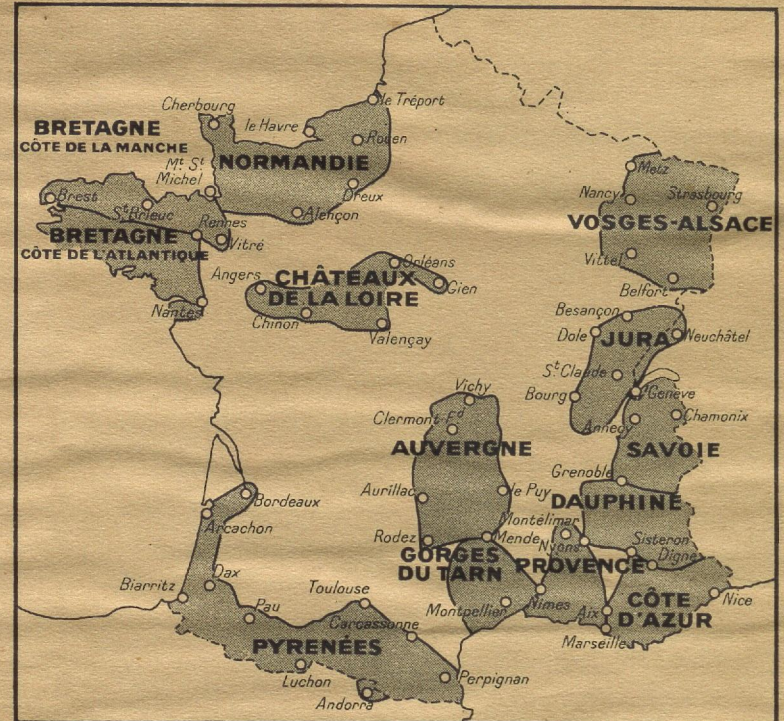 le Tréport
Cherbourg
le Havre
BRETAGNE
CÔTE DE LA MANCHE
Rouen
NORMANDIE
Mt. St.
Michel
Metz
Dreux
Brest
St. Brieuc
Nancy
Strasbourg
Alençon
Rennes
VOSGES-ALSACE
BRETAGNE
Vitré
CÔTE DE L'ATLANTIQUE
Vittel
Orléans
Angers
CHÂTEAUX
DE LA LOIRE
Gien
Belfort
Nantes
Chinon
Besançon
Valençay
Dole
JURA
Neuchâtel
St. Claude
Vichy
Bourg
Genève
Clermont-Fd
Annecy
Chamonix
AUVERGNE
SAVOIE
Grenoble
Aurillac
le Puy
Bordeaux
DAUPHINÉ
Arcachon
Montélimar
Rodez
Mende
Nyons
Sisteron
GORGES
DU TARN
PROVENCE
Digne
Dax
Biarritz
Toulouse
Pau
Montpellier
Nîmes
Aix
CÔTE
D'AZUR
Nice
Carcassonne
Marseille
PYRENÉES
Luchon
Perpignan
Andorra